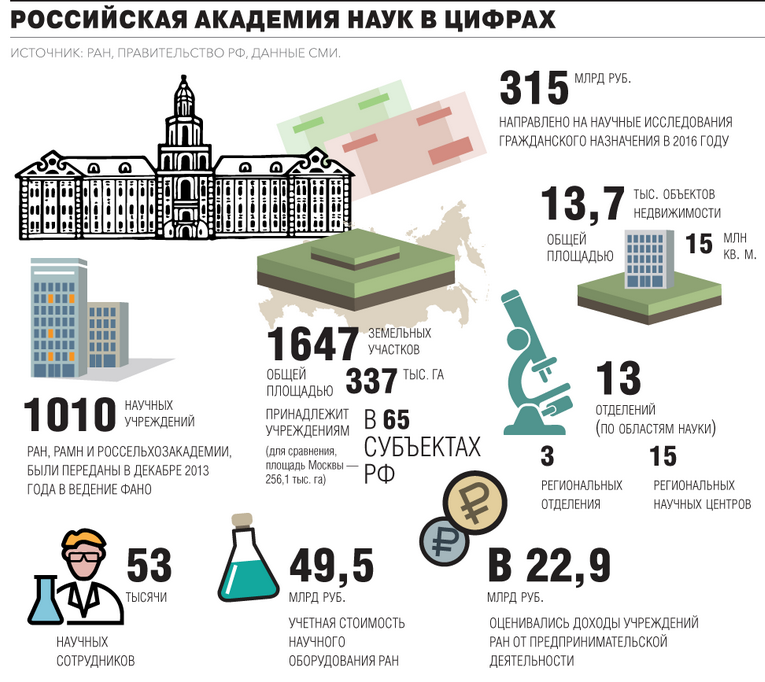 РОССИЙСКАЯ АКАДЕМИЯ НАУК В ЦИФРАХ
ИСТОЧНИК: РАН, ПРАВИТЕЛЬСТВО РФ, ДАННЫЕ СМИ.
315 МЛРД РУБ.
НАПРАВЛЕНО НА НАУЧНЫЕ ИССЛЕДОВАНИЯ
ГРАЖДАНСКОГО НАЗНАЧЕНИЯ В 2016 ГОДУ
13,7 ТЫС. ОБЪЕКТОВ
НЕДВИЖИМОСТИ
ОБЩЕЙ
ПЛОЩАДЬЮ
15 МЛН
КВ. М.
1647 ЗЕМЕЛЬНЫХ
УЧАСТКОВ
ОБЩЕЙ
ПЛОЩАДЬЮ
337 ТЫС. ГА
ПРИНАДЛЕЖИТ
УЧРЕЖДЕНИЯМ
(для сравнения,
площадь Москвы —
256,1 тыс. га)
В 65
СУБЪЕКТАХ
РФ
1010 НАУЧНЫХ
УЧРЕЖДЕНИЙ
РАН, РАМН И РОССЕЛЬХОЗАКАДЕМИИ,
БЫЛИ ПЕРЕДАНЫ В ДЕКАБРЕ 2013
ГОДА В ВЕДЕНИЕ ФАНО
13
ОТДЕЛЕНИЙ
(ПО ОБЛАСТЯМ НАУКИ)
3
РЕГИОНАЛЬНЫХ
ОТДЕЛЕНИЯ
15
РЕГИОНАЛЬНЫХ
НАУЧНЫХ ЦЕНТРОВ
53
ТЫСЯЧИ
НАУЧНЫХ
СОТРУДНИКОВ
49,5
МЛРД РУБ.
УЧЕТНАЯ СТОИМОСТЬ
НАУЧНОГО
ОБОРУДОВАНИЯ РАН
₽
₽
В 22,9
МЛРД РУБ.
ОЦЕНИВАЛИСЬ ДОХОДЫ УЧРЕЖДЕНИЙ
РАН ОТ ПРЕДПРИНИМАТЕЛЬСКОЙ
ДЕЯТЕЛЬНОСТИ